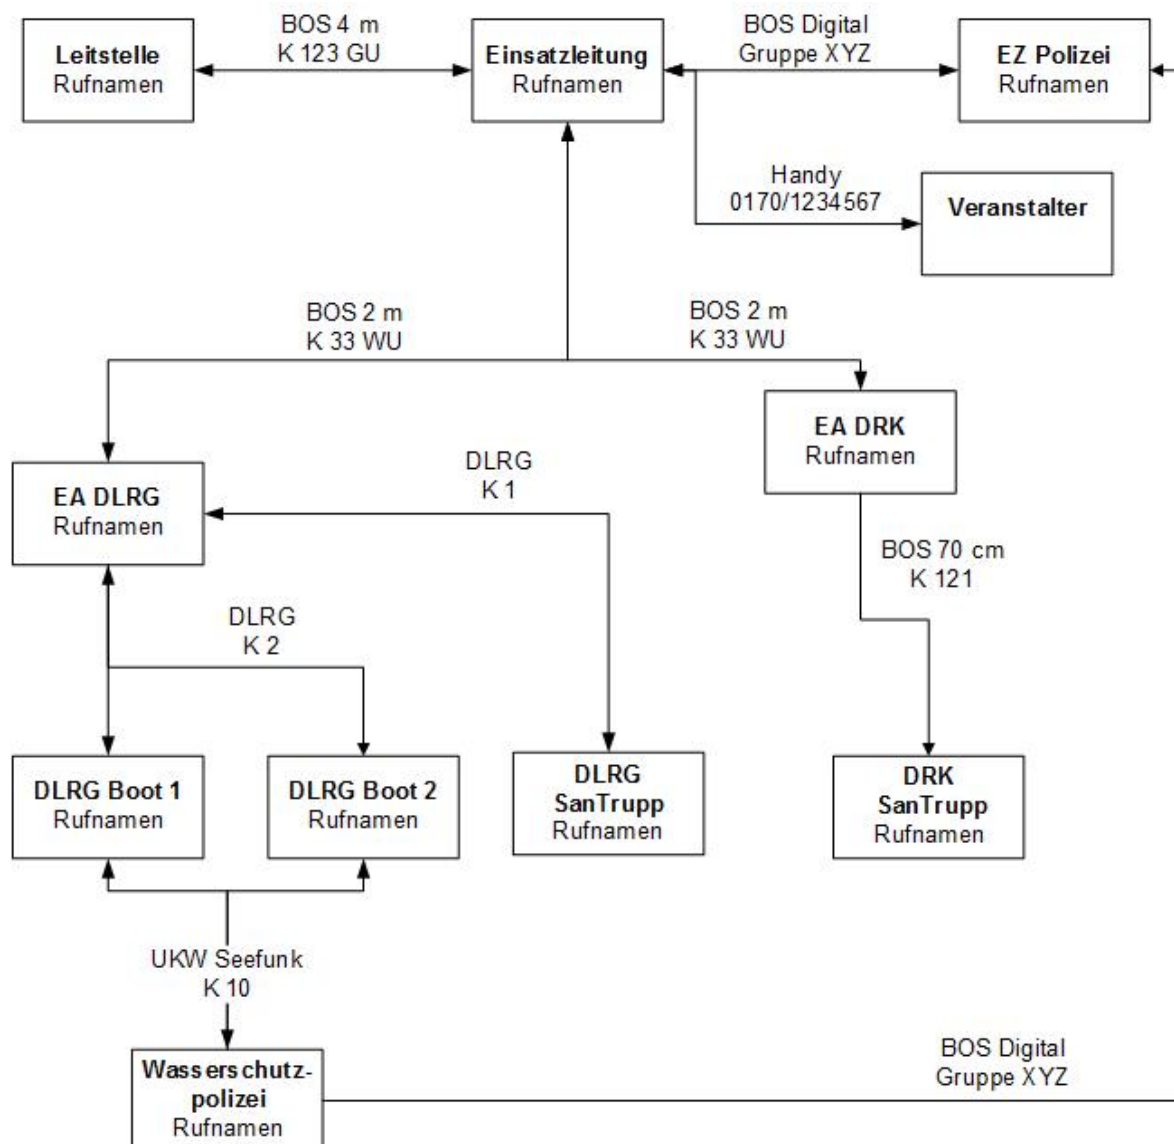 BOS 4 m
K 123 GU
BOS Digital
Gruppe XYZ
Leitstelle
Rufnamen
Einsatzleitung
Rufnamen
EZ Polizei
Rufnamen
Handy
0170/1234567
Veranstalter
BOS 2 m
K 33 WU
BOS 2 m
K 33 WU
EA DRK
Rufnamen
EA DLRG
Rufnamen
DLRG
K 1
BOS 70 cm
K 121
DLRG
K 2
DLRG Boot 1
Rufnamen
DLRG Boot 2
Rufnamen
DLRG
SanTrupp
Rufnamen
DRK
SanTrupp
Rufnamen
UKW Seefunk
K 10
Wasserschutz-
polizei
Rufnamen
BOS Digital
Gruppe XYZ